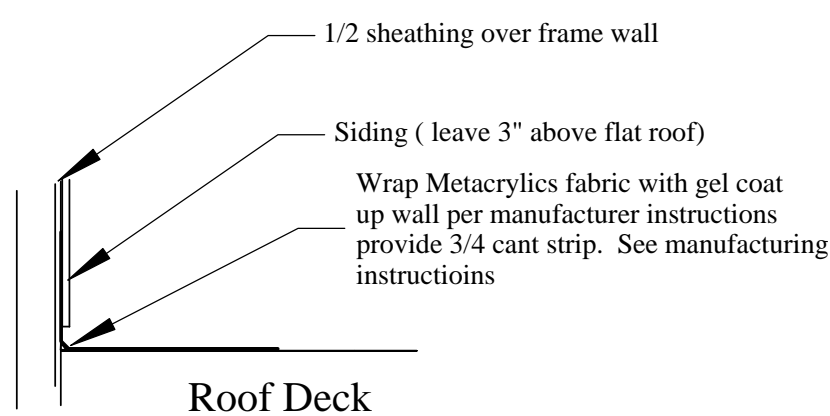 1/2 sheathing over frame wall
Siding ( leave 3" above flat roof)
Wrap Metacrylics fabric with gel coat
up wall per manufacturer instructions
provide 3/4 cant strip.  See manufacturing
instructioins
Roof Deck